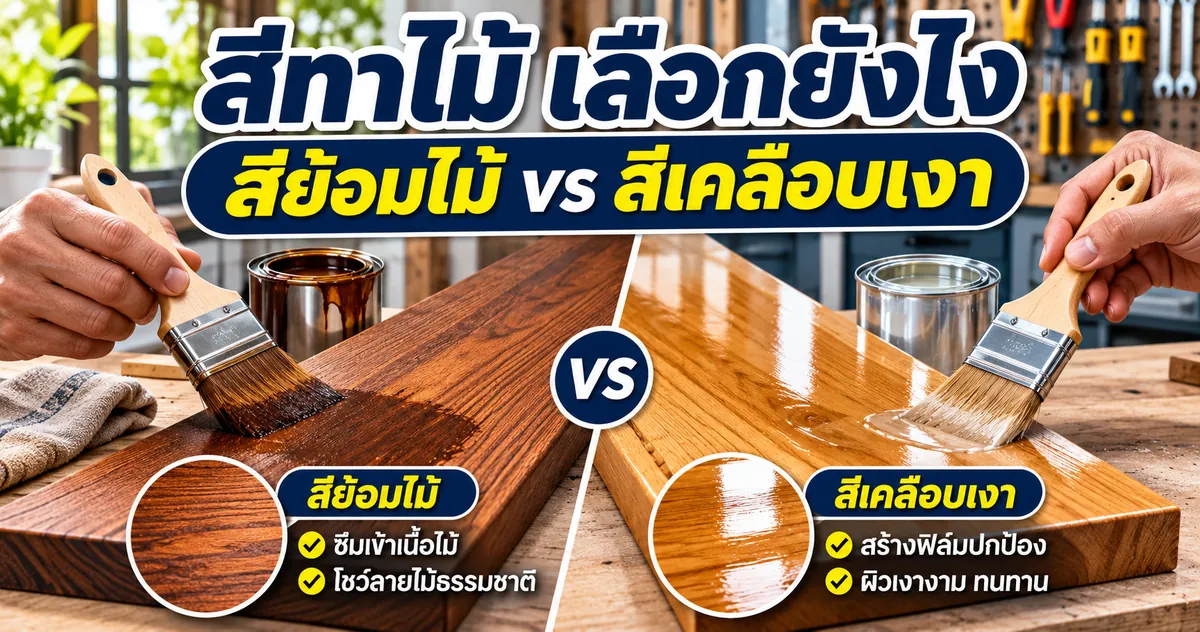 สีทาไม้ เลือกยังไง
สีย้อมไม้ vs สีเคลือบเงา
VS
สีย้อมไม้
ซึมเข้าเนื้อไม้
โชว์ลายไม้ธรรมชาติ
สีเคลือบเงา
สร้างฟิล์มปกป้อง
ผิวเงางาม ทนทาน